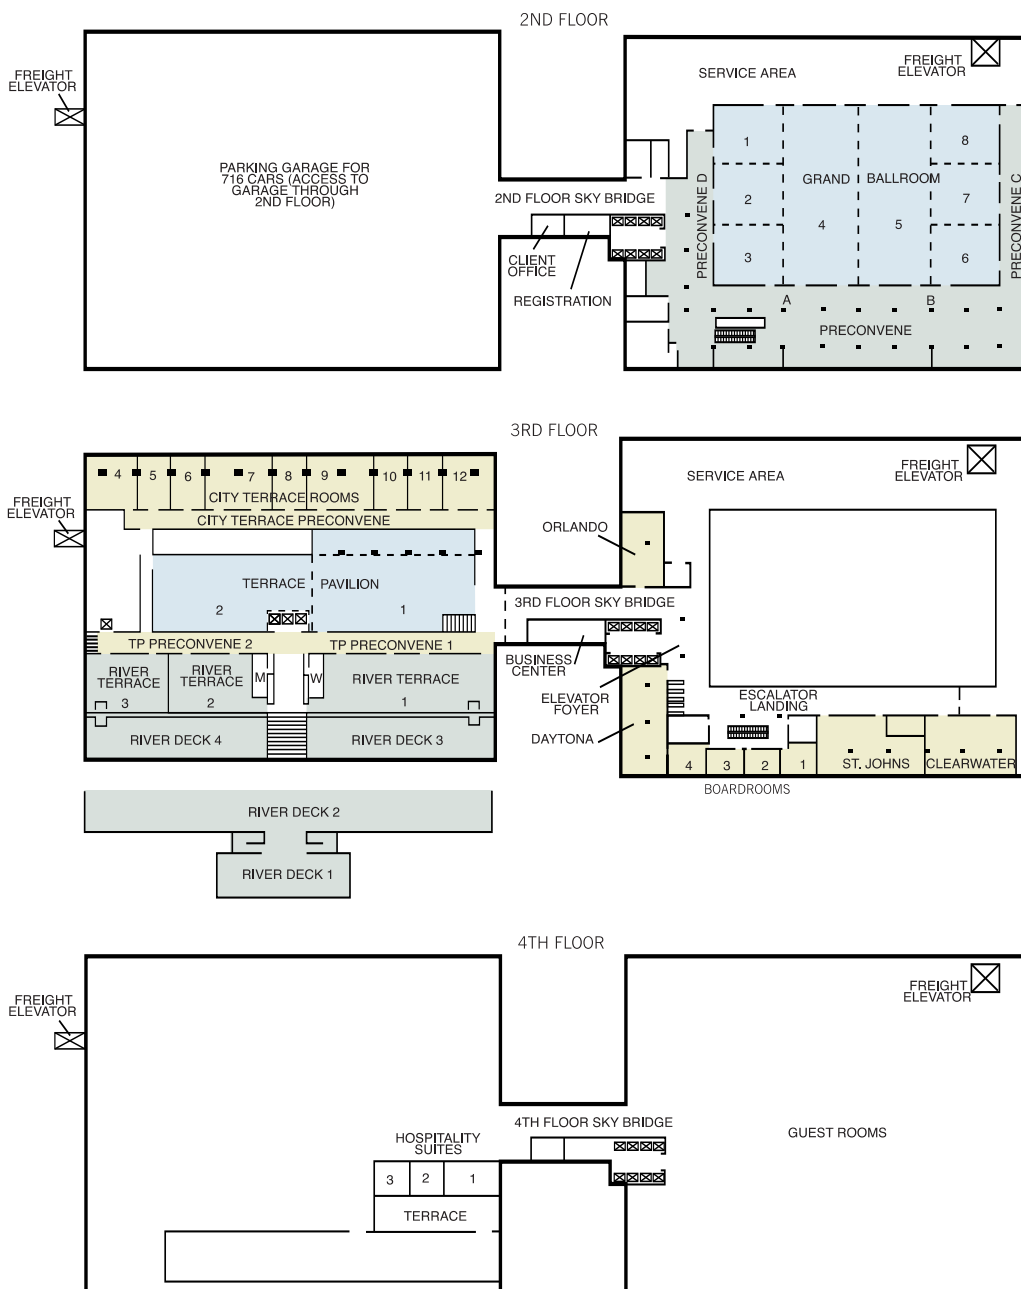 2ND FLOOR
FREIGHT
ELEVATOR
PARKING GARAGE FOR
716 CARS (ACCESS TO
GARAGE THROUGH
2ND FLOOR)
2ND FLOOR SKY BRIDGE
CLIENT
OFFICE
REGISTRATION
SERVICE AREA
FREIGHT
ELEVATOR
PRECONVENE D
1
2
3
GRAND BALLROOM
4
5
8
7
6
PRECONVENE C
A
B
PRECONVENE
3RD FLOOR
FREIGHT
ELEVATOR
4
5
6
7
8
9
10
11
12
CITY TERRACE ROOMS
CITY TERRACE PRECONVENE
TERRACE PAVILION
2
1
TP PRECONVENE 2
TP PRECONVENE 1
RIVER
TERRACE
3
RIVER
TERRACE
2
M
W
RIVER TERRACE
1
RIVER DECK 4
RIVER DECK 3
RIVER DECK 2
RIVER DECK 1
3RD FLOOR SKY BRIDGE
BUSINESS
CENTER
ELEVATOR
FOYER
ORLANDO
DAYTONA
SERVICE AREA
FREIGHT
ELEVATOR
ESCALATOR
LANDING
4
3
2
1
ST. JOHNS
CLEARWATER
BOARDROOMS
4TH FLOOR
FREIGHT
ELEVATOR
FREIGHT
ELEVATOR
4TH FLOOR SKY BRIDGE
GUEST ROOMS
HOSPITALITY
SUITES
3
2
1
TERRACE